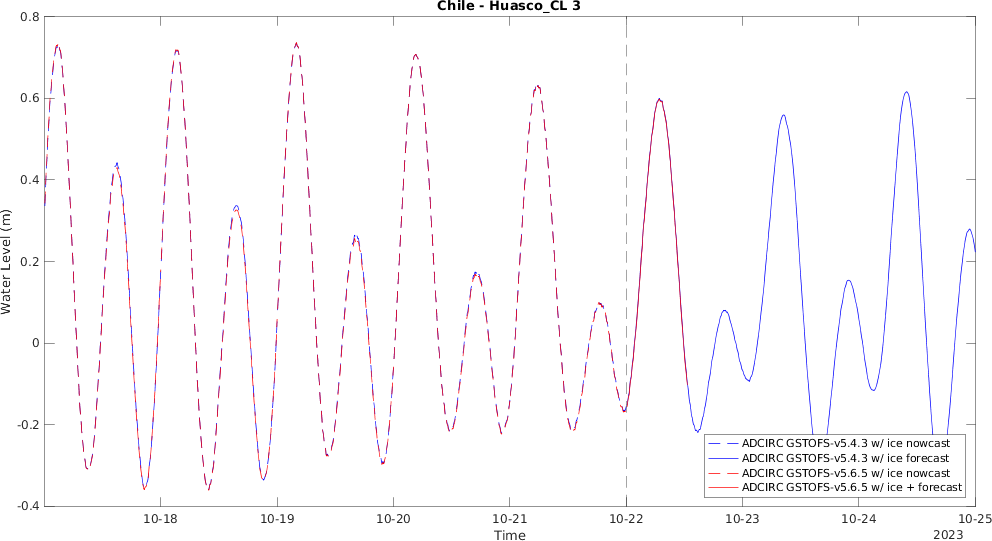 Chile - Huasco_CL 3
0.8
0.6
0.4
0.2
0
-0.2
-0.4
Water Level (m)
10-18 10-19 10-20 10-21 10-22 10-23 10-24 10-25
Time
2023
ADCIRC GSTOFS-v5.4.3 w/ ice nowcast
ADCIRC GSTOFS-v5.4.3 w/ ice forecast
ADCIRC GSTOFS-v5.6.5 w/ ice nowcast
ADCIRC GSTOFS-v5.6.5 w/ ice + forecast